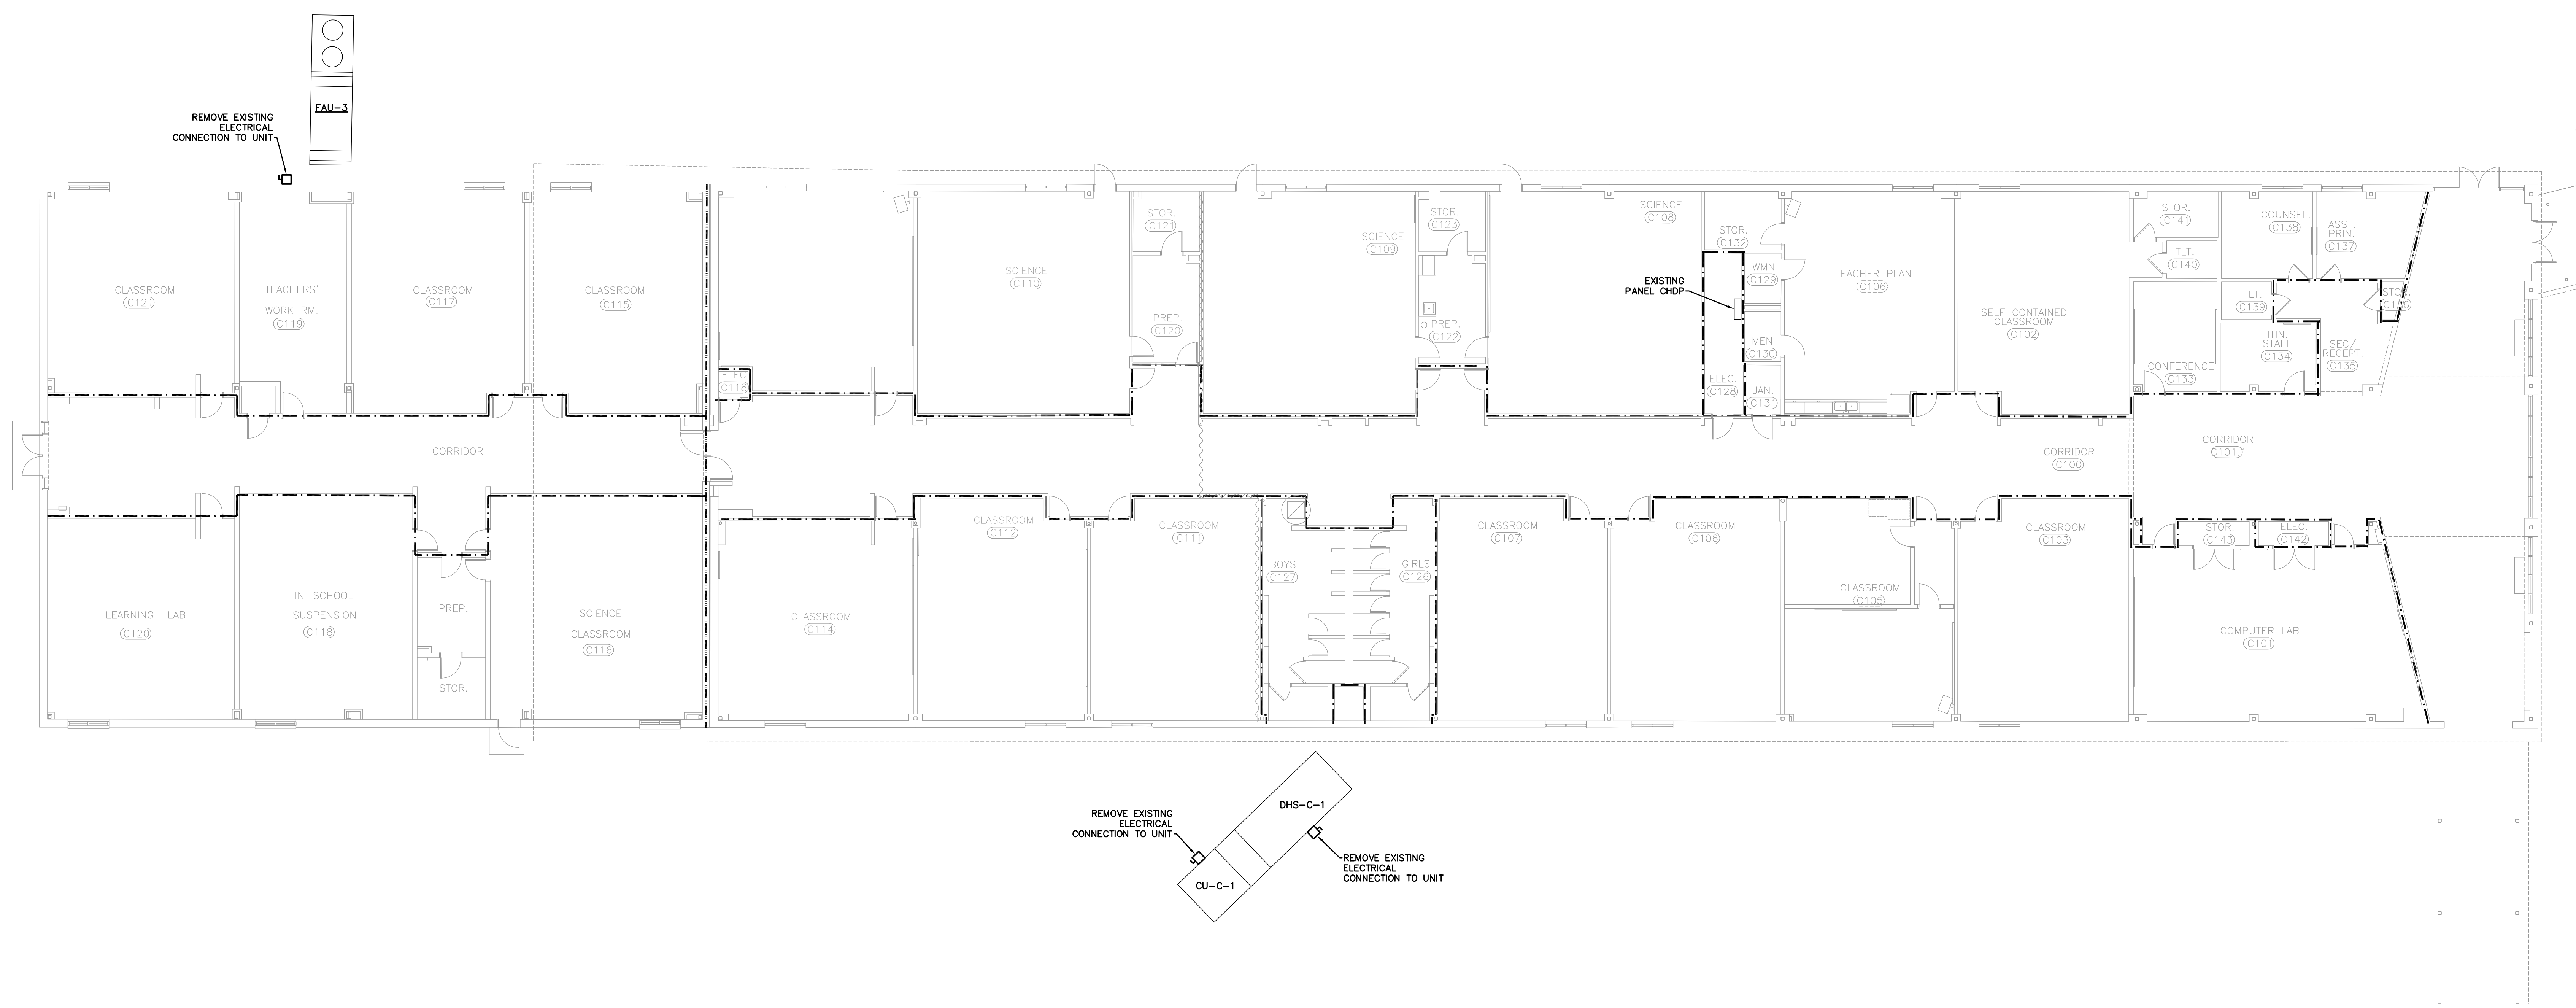 FAU-3
REMOVE EXISTING
ELECTRICAL
CONNECTION TO UNIT
CLASSROOM
C121
TEACHERS'
WORK RM.
C119
CLASSROOM
C117
CLASSROOM
C115
ELEC.
C118
SCIENCE
C110
STOR.
C121
PREP.
C120
SCIENCE
C109
STOR.
C123
PREP.
C122
SCIENCE
C108
STOR.
C132
WMN
C129
EXISTING
PANEL CHDP
MEN
C130
ELEC.
C128
JAN.
C131
TEACHER PLAN
C106
SELF CONTAINED
CLASSROOM
C102
STOR.
C141
TLT.
C140
COUNSEL.
C138
ASST.
PRIN.
C137
TLT.
C139
STOR.
C136
ITIN.
STAFF
C134
SEC/
RECEPT.
C135
CONFERENCE
C133
CORRIDOR
CORRIDOR
C100
CORRIDOR
C101.1
LEARNING LAB
C120
IN-SCHOOL
SUSPENSION
C118
PREP.
STOR.
SCIENCE
CLASSROOM
C116
CLASSROOM
C114
CLASSROOM
C112
CLASSROOM
C111
BOYS
C127
GIRLS
C126
CLASSROOM
C107
CLASSROOM
C106
CLASSROOM
C105
CLASSROOM
C103
STOR.
C143
ELEC.
C142
COMPUTER LAB
C101
DHS-C-1
REMOVE EXISTING
ELECTRICAL
CONNECTION TO UNIT
REMOVE EXISTING
ELECTRICAL
CONNECTION TO UNIT
CU-C-1